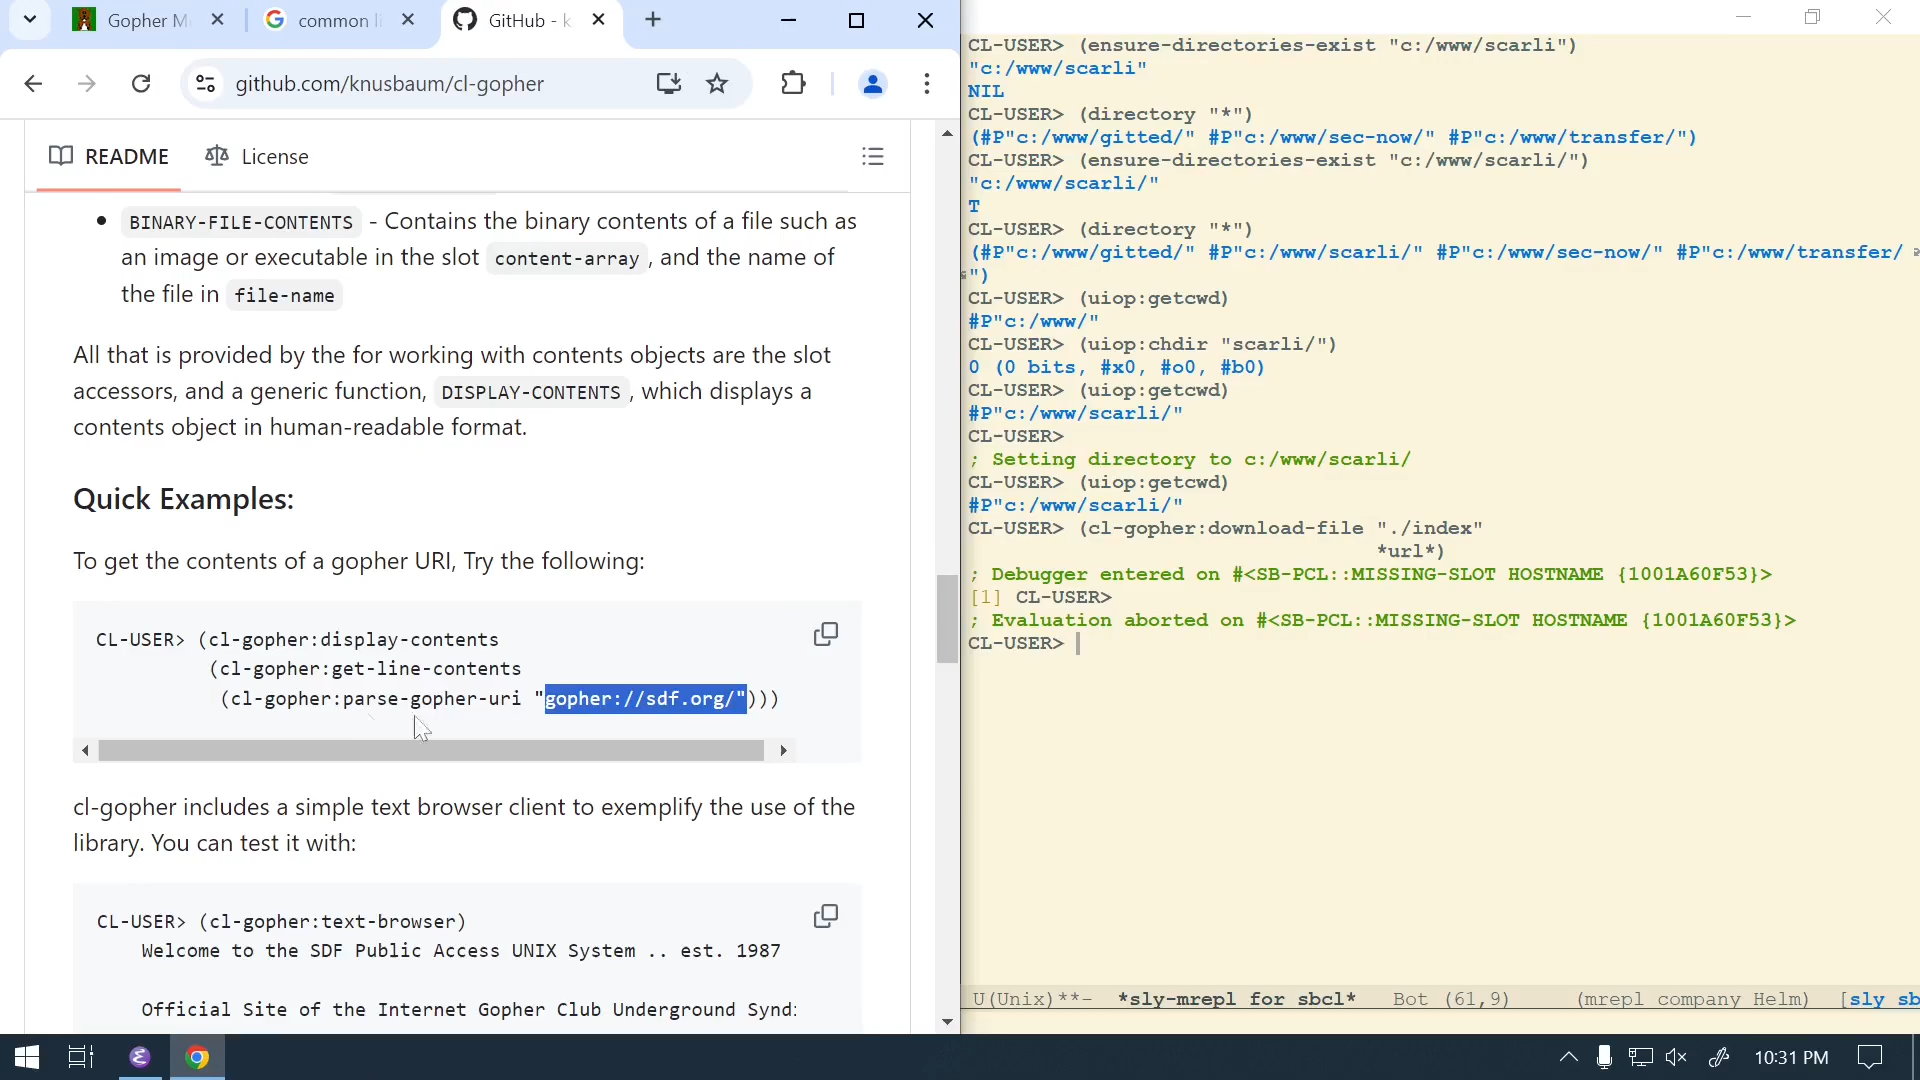 Gopher M
common li
GitHub - k
github.com/knusbaum/cl-gopher
README
License
BINARY-FILE-CONTENTS - Contains the binary contents of a file such as
an image or executable in the slot content-array , and the name of
the file in file-name
All that is provided by the for working with contents objects are the slot
accessors, and a generic function, DISPLAY-CONTENTS , which displays a
contents object in human-readable format.
Quick Examples:
To get the contents of a gopher URI, Try the following:
CL-USER> (cl-gopher:display-contents
(cl-gopher:get-line-contents
(cl-gopher:parse-gopher-uri "gopher://sdf.org/")))
cl-gopher includes a simple text browser client to exemplify the use of the
library. You can test it with:
CL-USER> (cl-gopher:text-browser)
Welcome to the SDF Public Access UNIX System .. est. 1987
Official Site of the Internet Gopher Club Underground Synd:
CL-USER> (ensure-directories-exist "c:/www/scarli")
"c:/www/scarli"
NIL
CL-USER> (directory "*")
(#P"c:/www/gitted/" #P"c:/www/sec-now/" #P"c:/www/transfer/")
CL-USER> (ensure-directories-exist "c:/www/scarli/")
"c:/www/scarli/"
T
CL-USER> (directory "*")
(#P"c:/www/gitted/" #P"c:/www/scarli/" #P"c:/www/sec-now/" #P"c:/www/transfer/
")
CL-USER> (uiop:getcwd)
#P"c:/www/"
CL-USER> (uiop:chdir "scarli/")
0 (0 bits, #x0, #o0, #b0)
CL-USER> (uiop:getcwd)
#P"c:/www/scarli/"
CL-USER>
; Setting directory to c:/www/scarli/
CL-USER> (uiop:getcwd)
#P"c:/www/scarli/"
CL-USER> (cl-gopher:download-file "./index"
*url*)
; Debugger entered on #<SB-PCL::MISSING-SLOT HOSTNAME {1001A60F53}>
[1] CL-USER>
; Evaluation aborted on #<SB-PCL::MISSING-SLOT HOSTNAME {1001A60F53}>
CL-USER>
U(Unix)**- *sly-mrepl for sbcl* Bot (61,9) (mrepl company Helm) [sly sb
10:31 PM